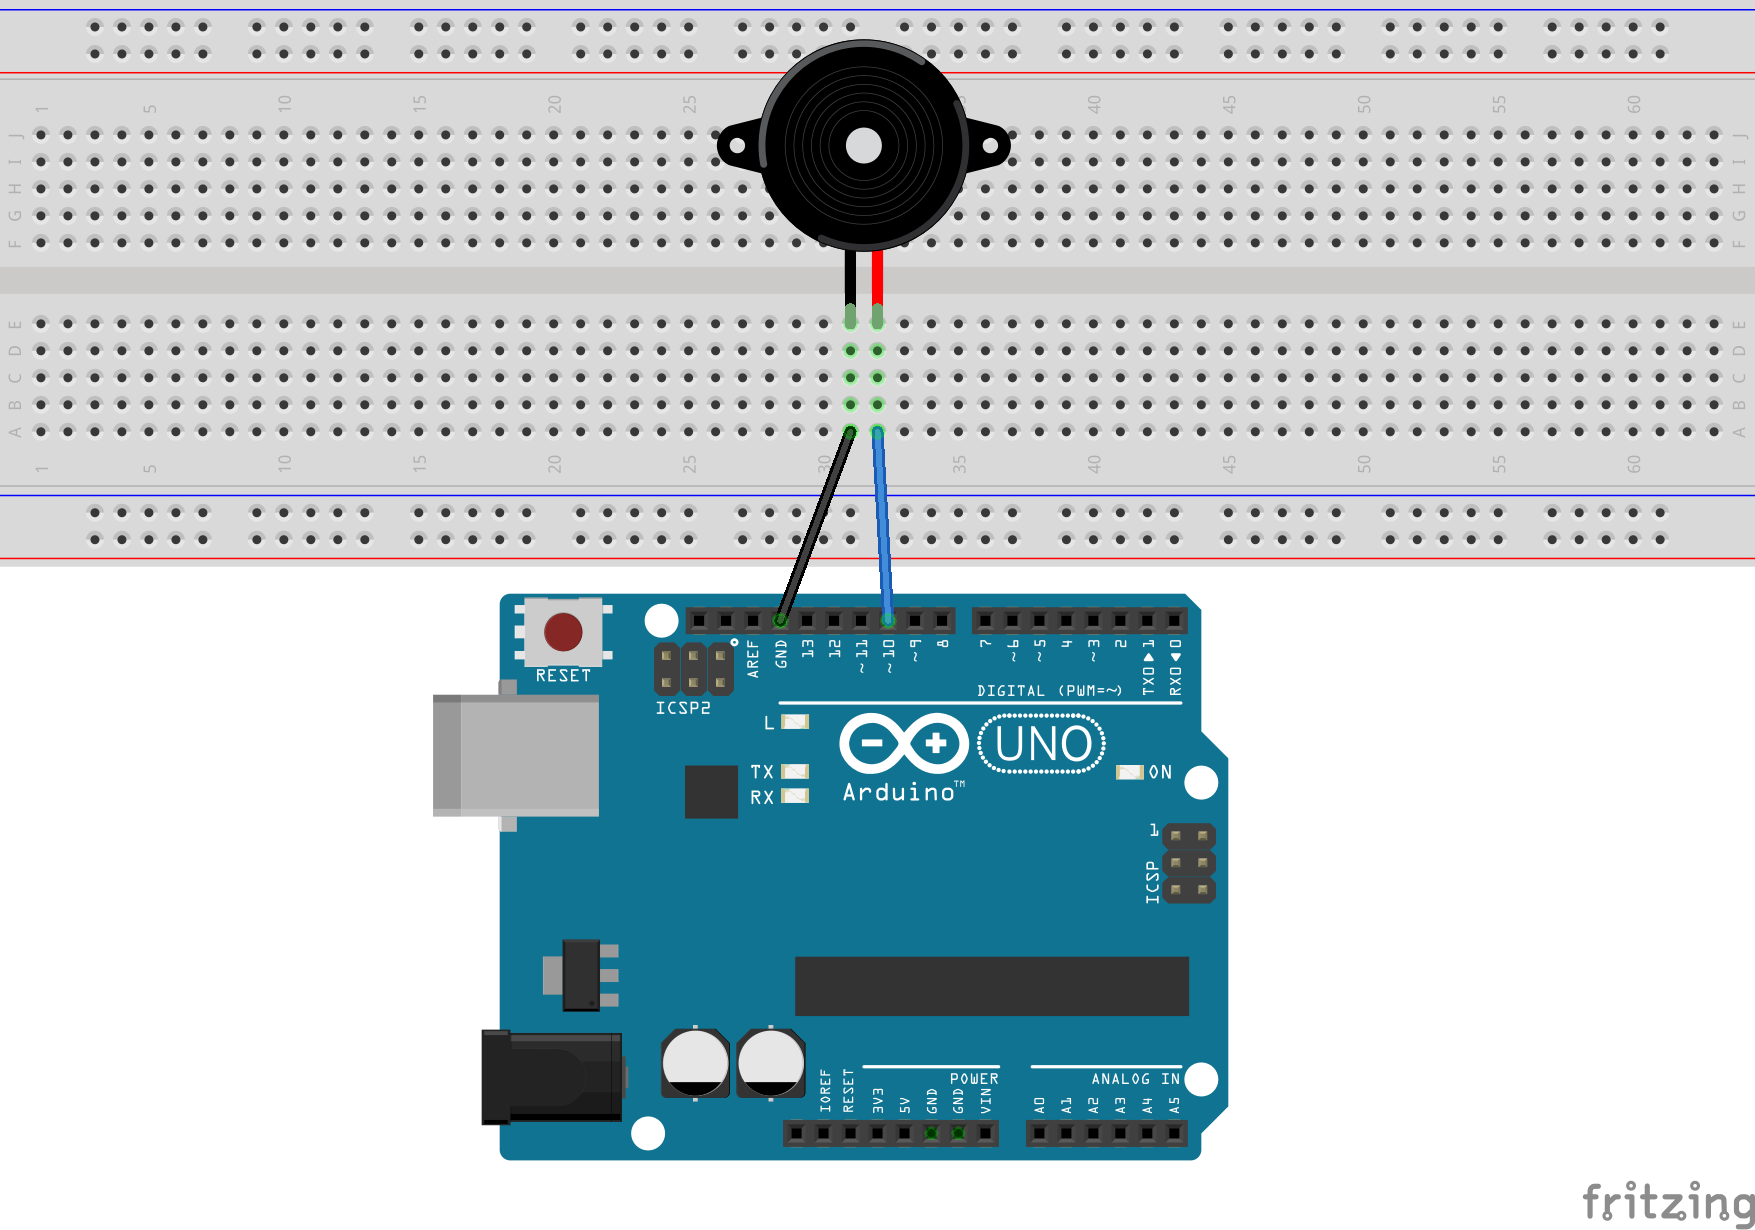 1 5 10 15 20 25 35 40 45 50 55 60
J J
I I
H H
G G
F F
E E
D D
C C
B B
A A
1 5 10 15 20 25 30 35 40 45 50 55 60
AREF GND 13 12 ~11 ~10 ~9 8 7 ~6 ~5 4 ~3 2 TX0▶1 RX0◀0
RESET
DIGITAL (PWM=~)
ICSP2
L
UNO
TX
ON
RX
Arduino™
1
ICSP
POWER
ANALOG IN
IOREF RESET 3V3 5V GND GND VIN A0 A1 A2 A3 A4 A5
fritzing